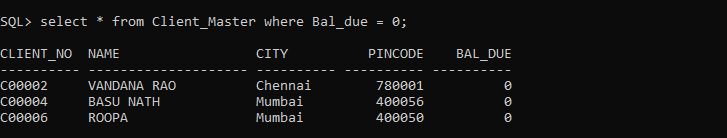 SQL> select * from Client_Master where Bal_due = 0;
CLIENT_NO  NAME                 CITY          PINCODE    BAL_DUE
---------- -------------------- ---------- ---------- ----------
C00002     VANDANA RAO          Chennai        780001          0
C00004     BASU NATH            Mumbai         400056          0
C00006     ROOPA                Mumbai         400050          0